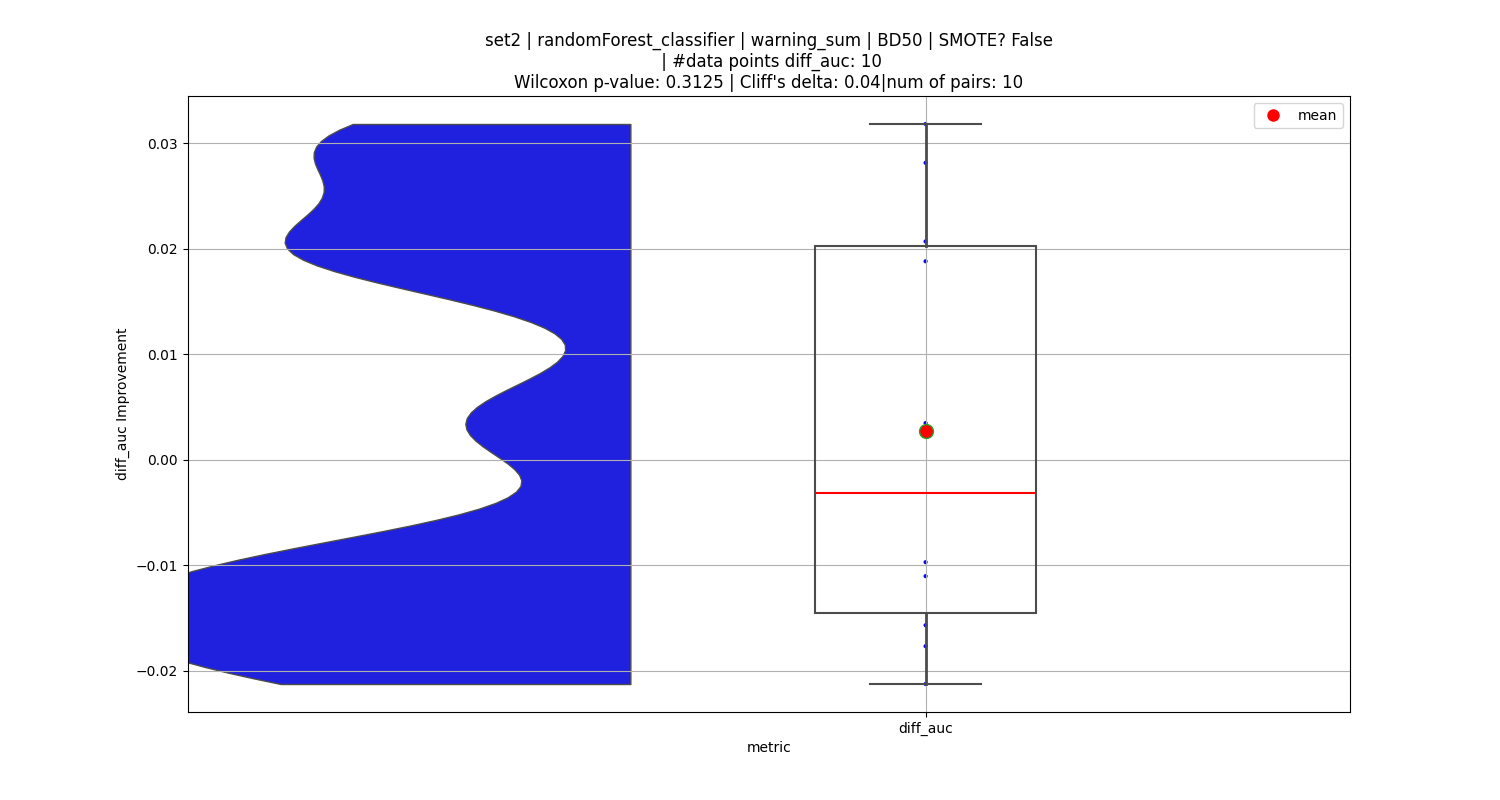 set2 | randomForest_classifier | warning_sum | BD50 | SMOTE? False
| #data points diff_auc: 10
Wilcoxon p-value: 0.3125 | Cliff's delta: 0.04|num of pairs: 10
mean
0.03
0.02
0.01
0.00
−0.01
−0.02
diff_auc Improvement
diff_auc
metric